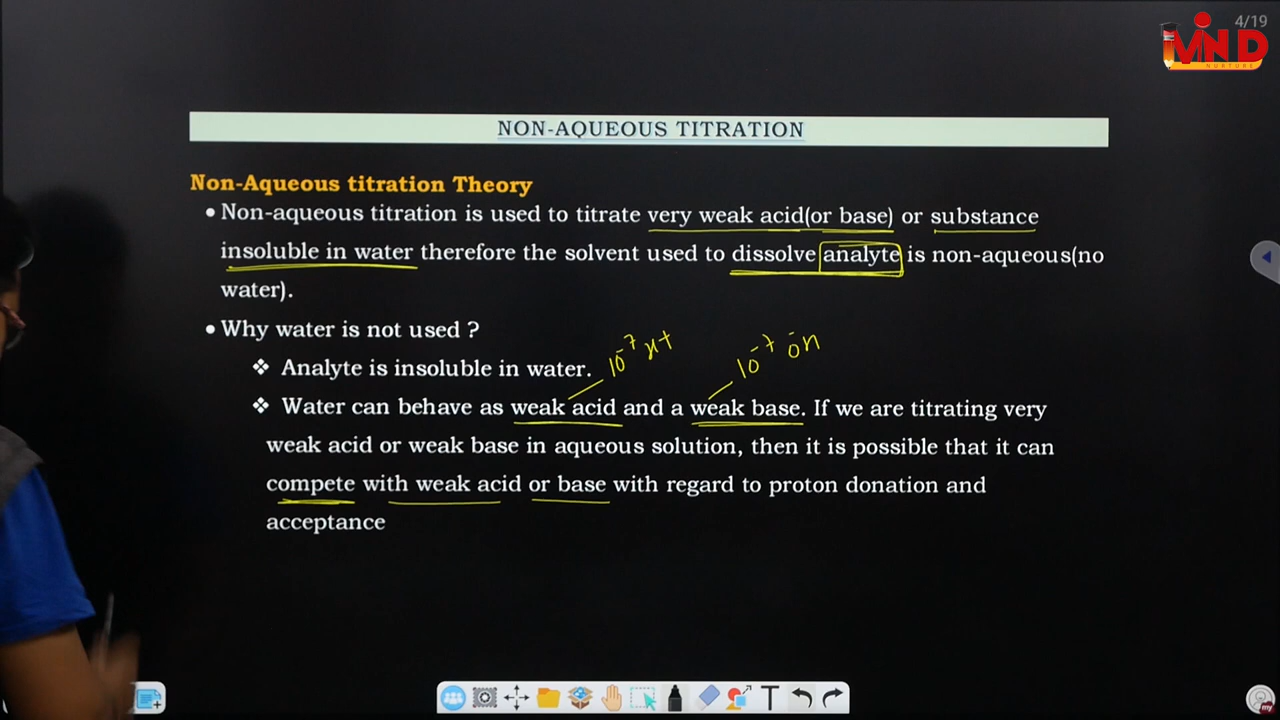 4/19
MIND
NURTURE
NON-AQUEOUS TITRATION
Non-Aqueous titration Theory
• Non-aqueous titration is used to titrate very weak acid(or base) or substance
insoluble in water therefore the solvent used to dissolve analyte is non-aqueous(no
water).
• Why water is not used ?
10⁻⁷ H+
10⁻⁷ ŌH
❖ Analyte is insoluble in water.
❖ Water can behave as weak acid and a weak base. If we are titrating very
weak acid or weak base in aqueous solution, then it is possible that it can
compete with weak acid or base with regard to proton donation and
acceptance
T
my